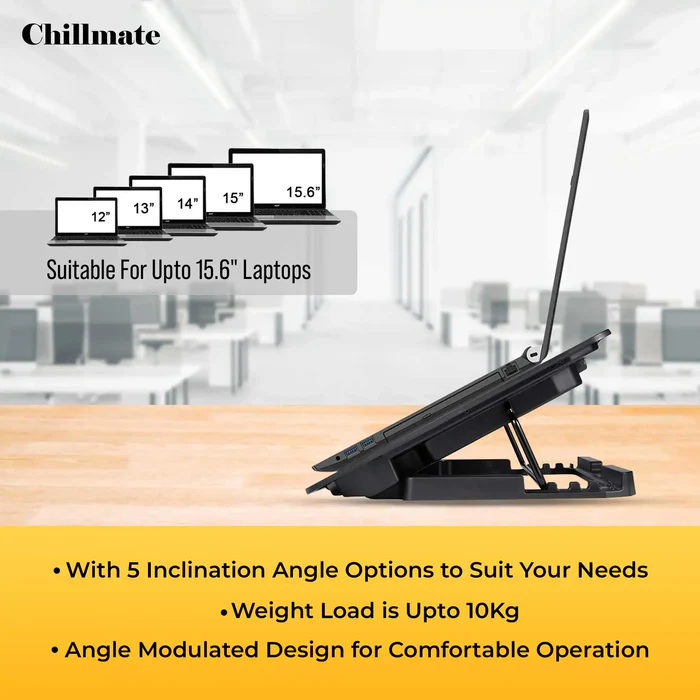 Chillmate
12”
13”
14”
15”
15.6”
Suitable For Upto 15.6" Laptops
• With 5 Inclination Angle Options to Suit Your Needs
• Weight Load is Upto 10Kg
• Angle Modulated Design for Comfortable Operation